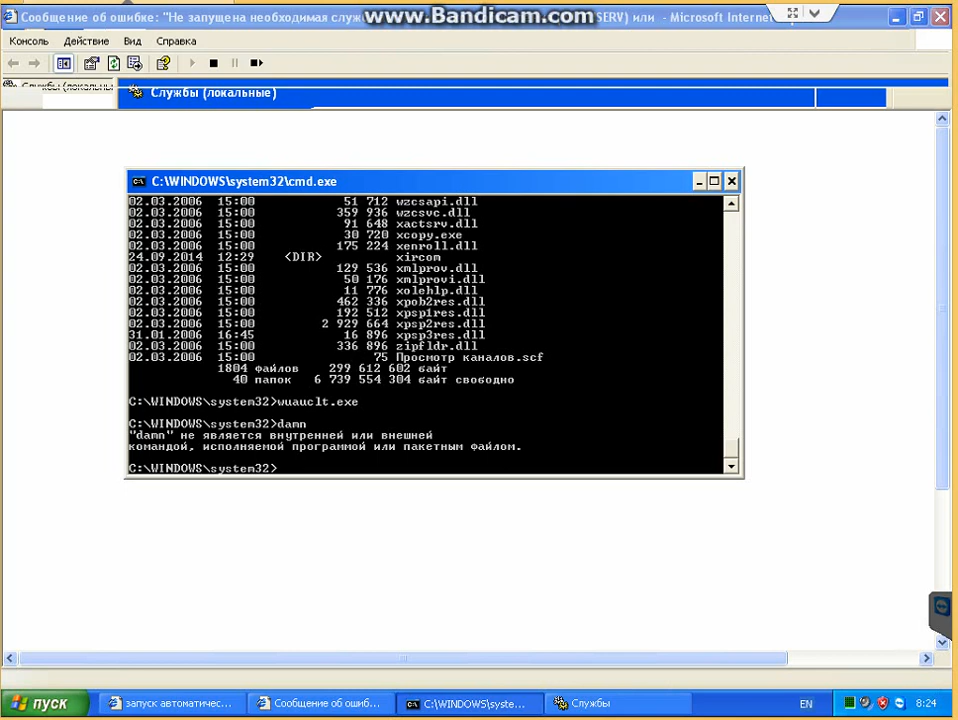 Сообщение об ошибке: "Не запущена необходимая служ
www.Bandicam.com
SERV) или - Microsoft Internet
Консоль Действие Вид Справка
Службы (локальны
Службы (локальные)
C:\WINDOWS\system32\cmd.exe
02.03.2006 15:00 51 712 wzcsapi.dll
02.03.2006 15:00 359 936 wzcsvc.dll
02.03.2006 15:00 91 648 xactsrv.dll
02.03.2006 15:00 30 720 xcopy.exe
02.03.2006 15:00 175 224 xenroll.dll
24.09.2014 12:29 <DIR> xircom
02.03.2006 15:00 129 536 xmlprov.dll
02.03.2006 15:00 50 176 xmlprovi.dll
02.03.2006 15:00 11 776 xolehlp.dll
02.03.2006 15:00 462 336 xpob2res.dll
02.03.2006 15:00 192 512 xpsp1res.dll
02.03.2006 15:00 2 929 664 xpsp2res.dll
31.01.2006 16:45 16 896 xpsp3res.dll
02.03.2006 15:00 336 896 zipfldr.dll
02.03.2006 15:00 75 Просмотр каналов.scf
1804 файлов 299 612 602 байт
40 папок 6 739 554 304 байт свободно
C:\WINDOWS\system32>wuauclt.exe
C:\WINDOWS\system32>damn
"damn" не является внутренней или внешней
командой, исполняемой программой или пакетным файлом.
C:\WINDOWS\system32>
пуск запуск автоматичес... Сообщение об ошиб... C:\WINDOWS\syste... Службы EN 8:24